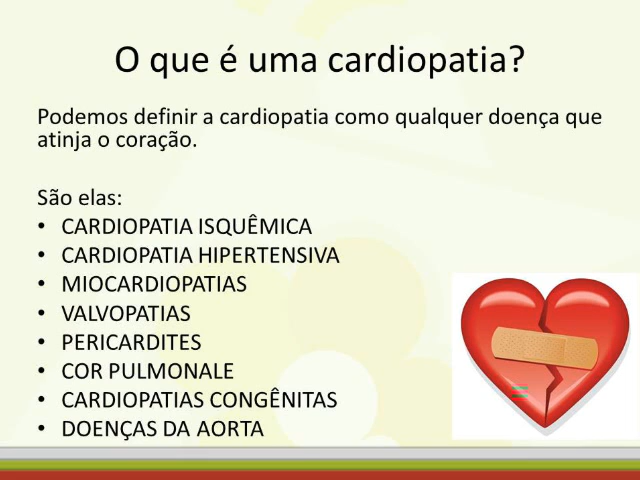 O que é uma cardiopatia?
Podemos definir a cardiopatia como qualquer doença que
atinja o coração.
São elas:
• CARDIOPATIA ISQUÊMICA
• CARDIOPATIA HIPERTENSIVA
• MIOCARDIOPATIAS
• VALVOPATIAS
• PERICARDITES
• COR PULMONALE
• CARDIOPATIAS CONGÊNITAS
• DOENÇAS DA AORTA